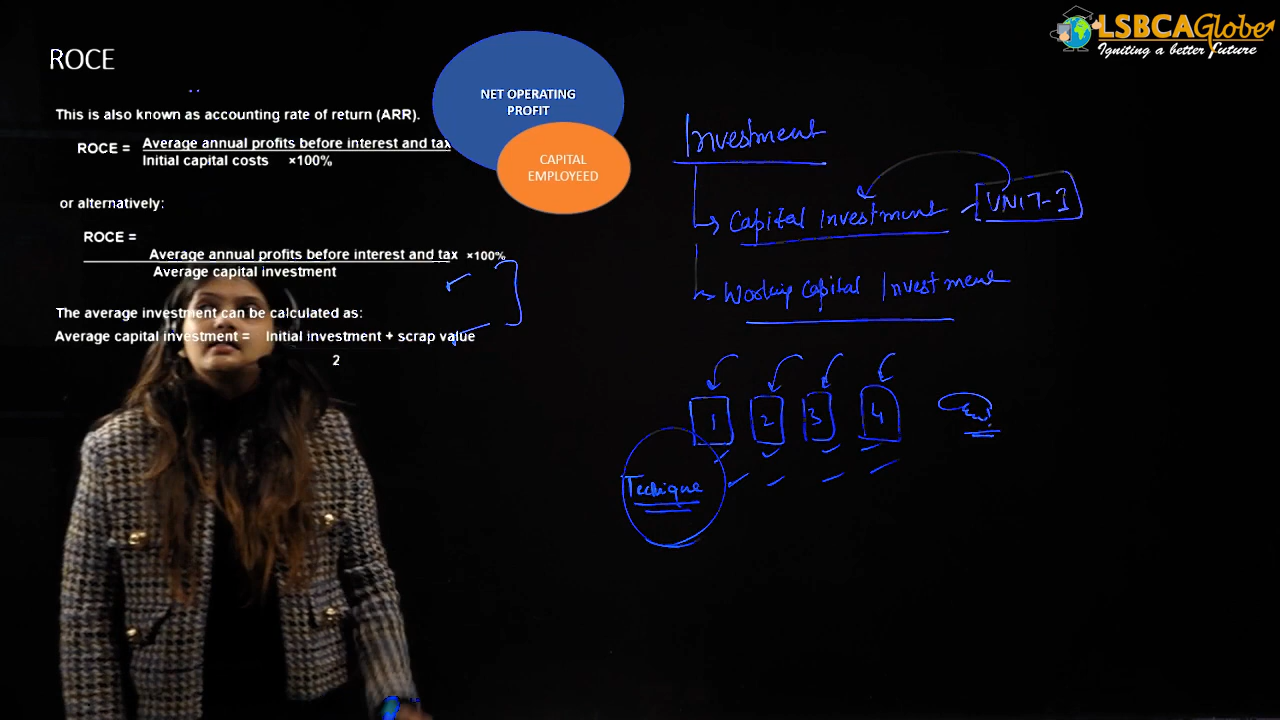 LSBCAGlobe
Igniting a better future
ROCE
This is also known as accounting rate of return (ARR).
ROCE = Average annual profits before interest and tax
Initial capital costs ×100%
or alternatively:
ROCE =
Average annual profits before interest and tax ×100%
Average capital investment
The average investment can be calculated as:
Average capital investment = Initial investment + scrap value
2
NET OPERATING
PROFIT
CAPITAL
EMPLOYEED
Investment
Capital Investment - UNIT-I
Working Capital Investment
1 2 3 4
Technique